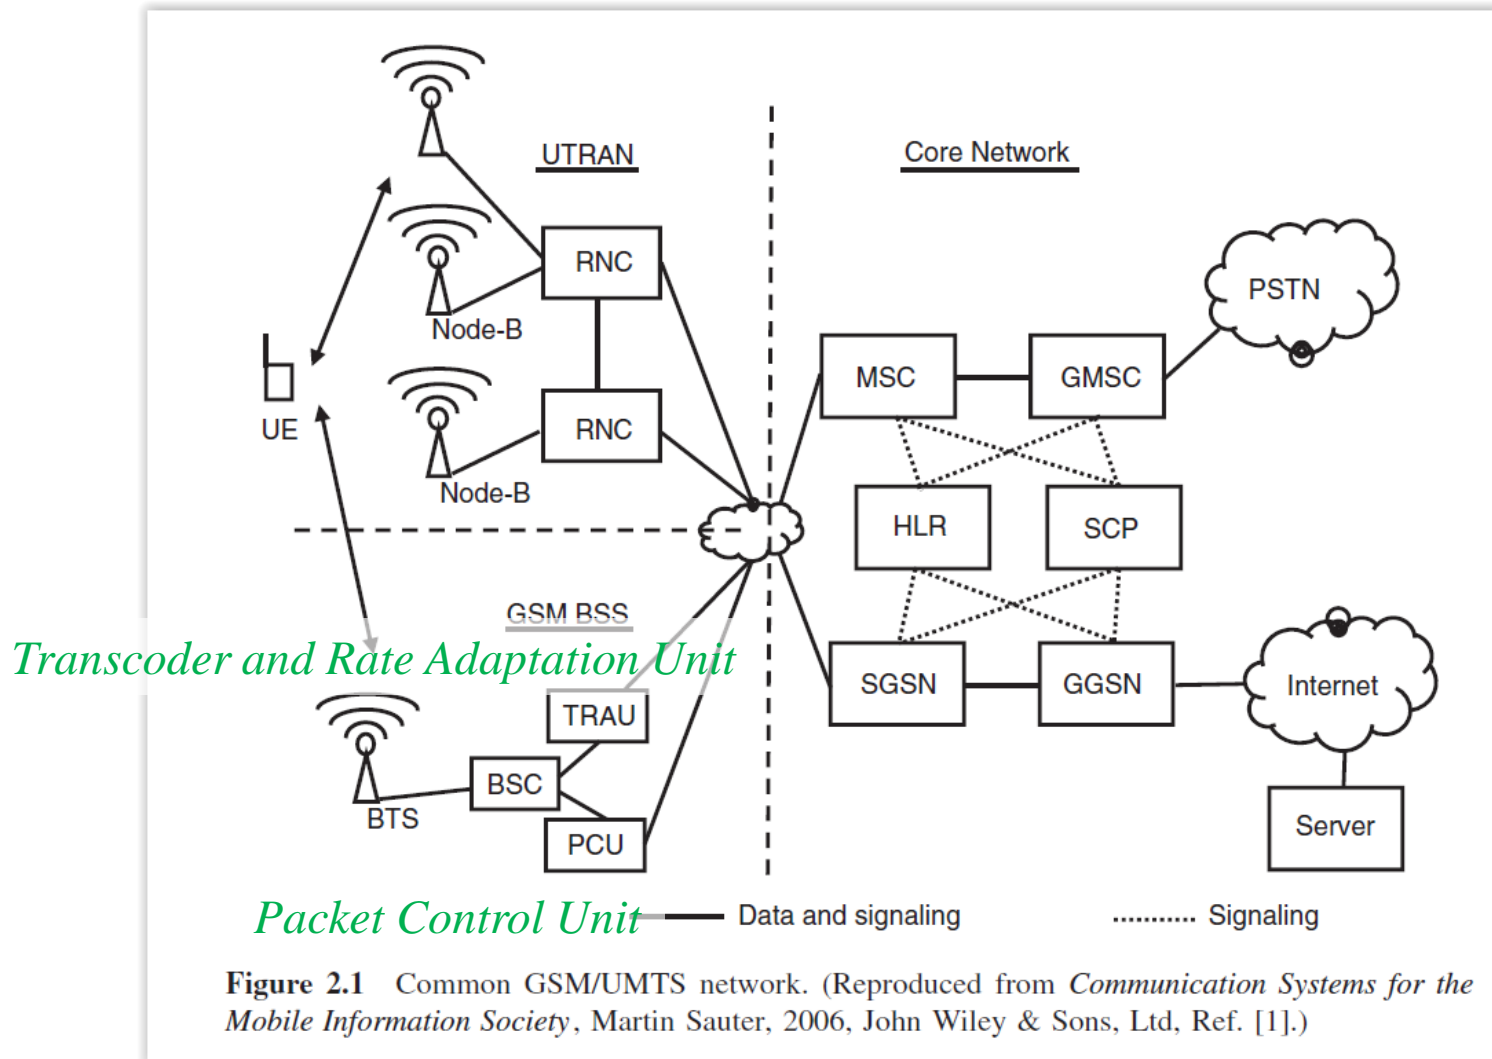 UTRAN
Core Network
RNC
PSTN
Node-B
MSC
GMSC
UE
RNC
Node-B
HLR
SCP
GSM BSS
Transcoder and Rate Adaptation Unit
SGSN
GGSN
Internet
TRAU
BSC
BTS
PCU
Server
Packet Control Unit
Data and signaling
Signaling
Figure 2.1 Common GSM/UMTS network. (Reproduced from Communication Systems for the
Mobile Information Society, Martin Sauter, 2006, John Wiley & Sons, Ltd, Ref. [1].)